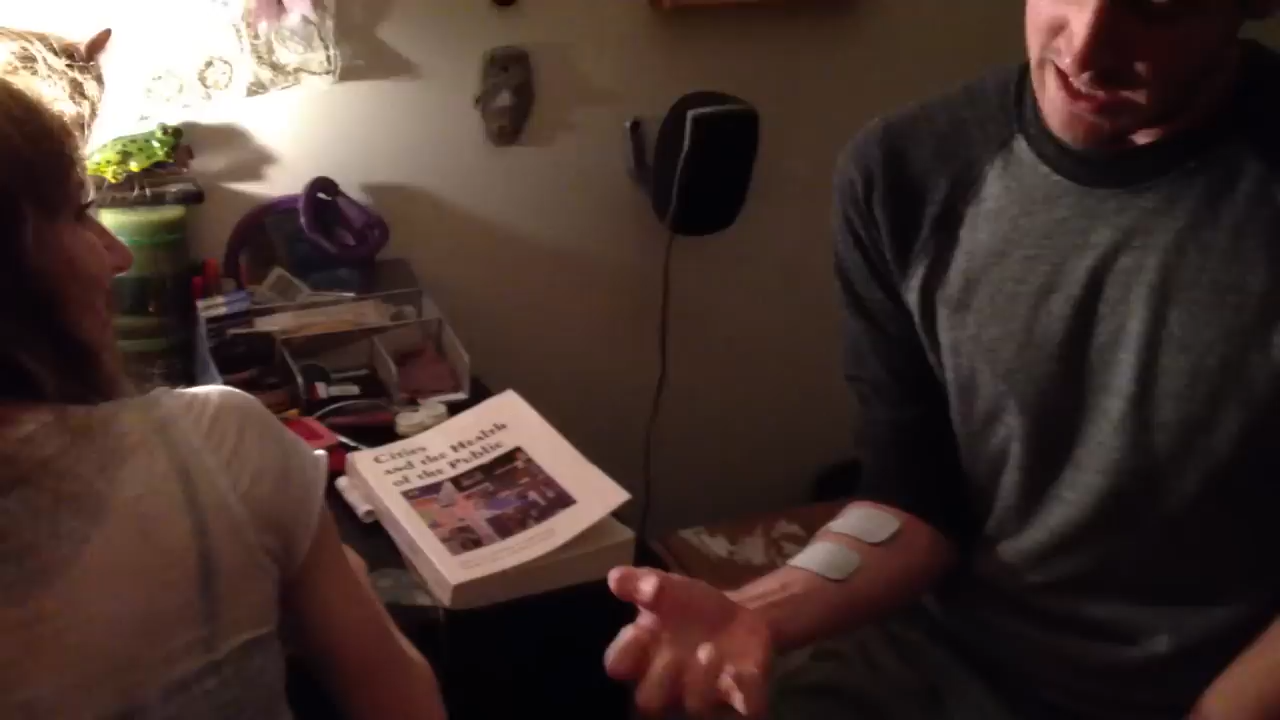 Cities
and the Health
of the Public